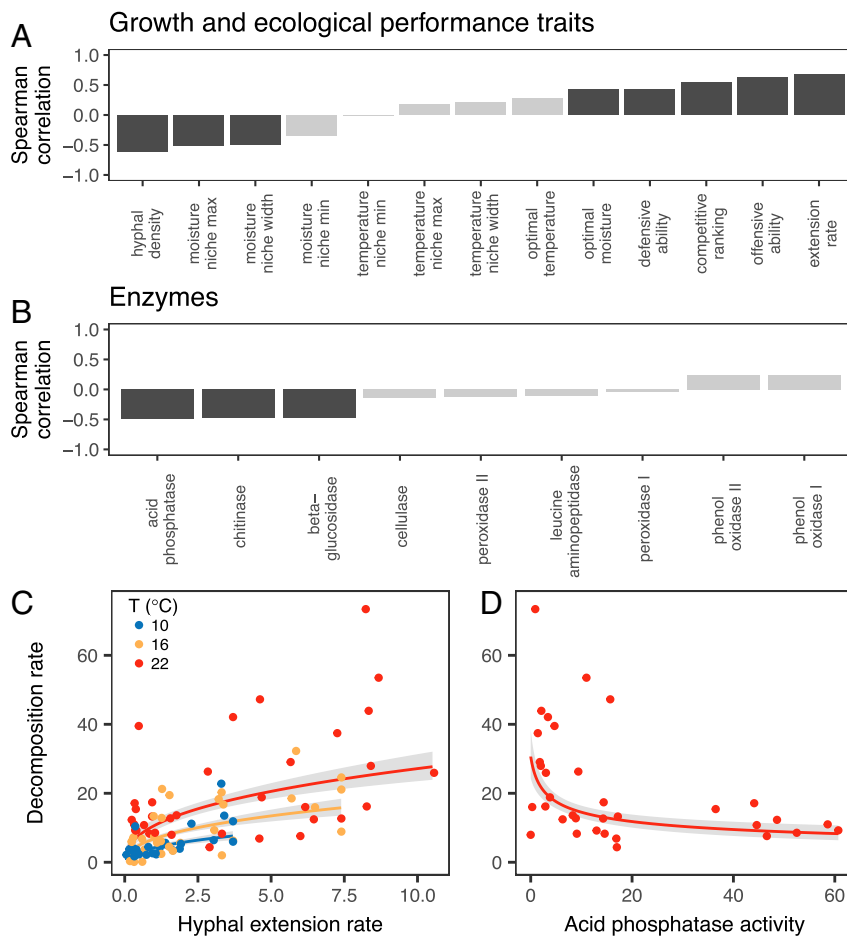 A
Growth and ecological performance traits
Spearman
correlation
1.0
0.5
0.0
−0.5
−1.0
hyphal
density
moisture
niche max
moisture
niche width
moisture
niche min
temperature
niche min
temperature
niche max
temperature
niche width
optimal
temperature
optimal
moisture
defensive
ability
competitive
ranking
offensive
ability
extension
rate
B
Enzymes
Spearman
correlation
1.0
0.5
0.0
−0.5
−1.0
acid
phosphatase
chitinase
beta−
glucosidase
cellulase
peroxidase II
leucine
aminopeptidase
peroxidase I
phenol
oxidase II
phenol
oxidase I
C
T (°C)
10
16
22
Decomposition rate
60
40
20
0
0.0 2.5 5.0 7.5 10.0
Hyphal extension rate
D
60
40
20
0
0 20 40 60
Acid phosphatase activity